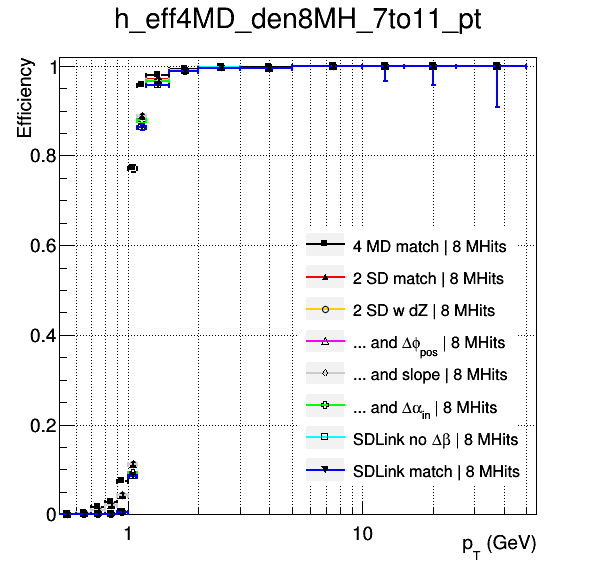 h_eff4MD_den8MH_7to11_pt
Efficiency
1
0.8
0.6
0.4
0.2
0
4 MD match | 8 MHits
2 SD match | 8 MHits
2 SD w dZ | 8 MHits
... and Δϕpos | 8 MHits
... and slope | 8 MHits
... and Δαin | 8 MHits
SDLink no Δβ | 8 MHits
SDLink match | 8 MHits
1 10
pT (GeV)